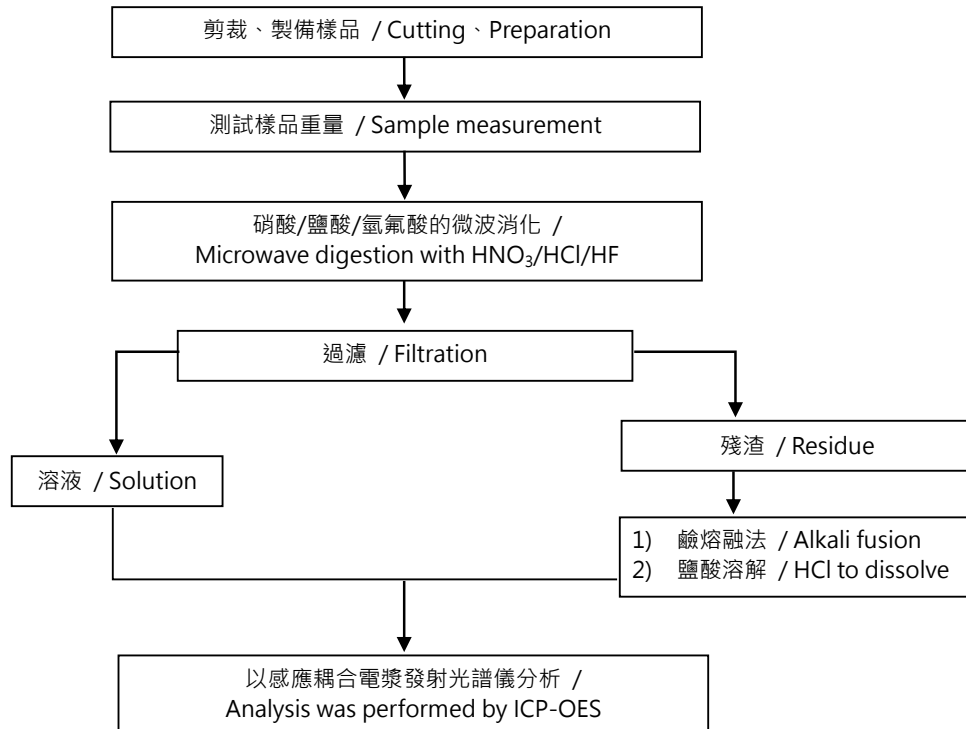 剪裁、製備樣品 / Cutting、Preparation
測試樣品重量 / Sample measurement
硝酸/鹽酸/氫氟酸的微波消化 /
Microwave digestion with HNO₃/HCl/HF
過濾 / Filtration
溶液 / Solution
殘渣 / Residue
1) 鹼熔融法 / Alkali fusion
2) 鹽酸溶解 / HCl to dissolve
以感應耦合電漿發射光譜儀分析 /
Analysis was performed by ICP-OES